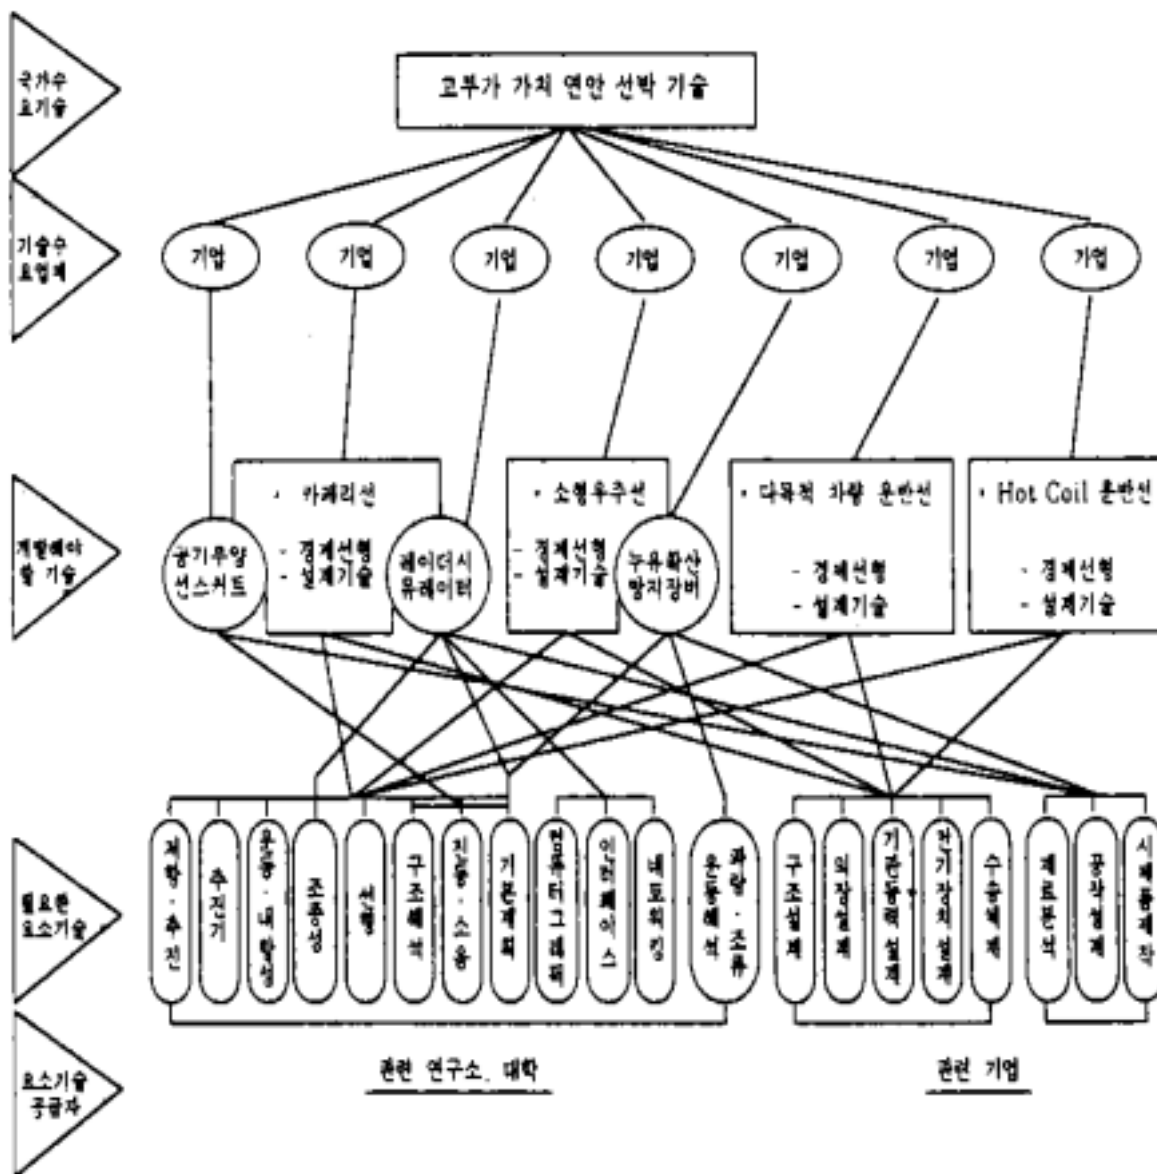 국가수
요기술
고부가 가치 연안 선박 기술
기술수
요업체
기업
기업
기업
기업
기업
기업
기업
개발해야
할 기술
공기부양
선스커트
카페리선
- 경제선형
- 설계기술
레이더시
뮤레이터
소형유조선
- 경제선형
- 설계기술
누유확산
방지장비
다목적 차량 운반선
- 경제선형
- 설계기술
Hot Coil 운반선
- 경제선형
- 설계기술
필요한
요소기술
저항·추진
추진기
운동·내항성
조종성
선형
구조해석
진동·소음
기본계획
컴퓨터그래픽
인터페이스
파랑·조류
운동해석
구조설계
의장설계
기관동력설계
전기장치설계
재료분석
공작설계
시제품제작
요소기술
공급자
관련 연구소, 대학
관련 기업